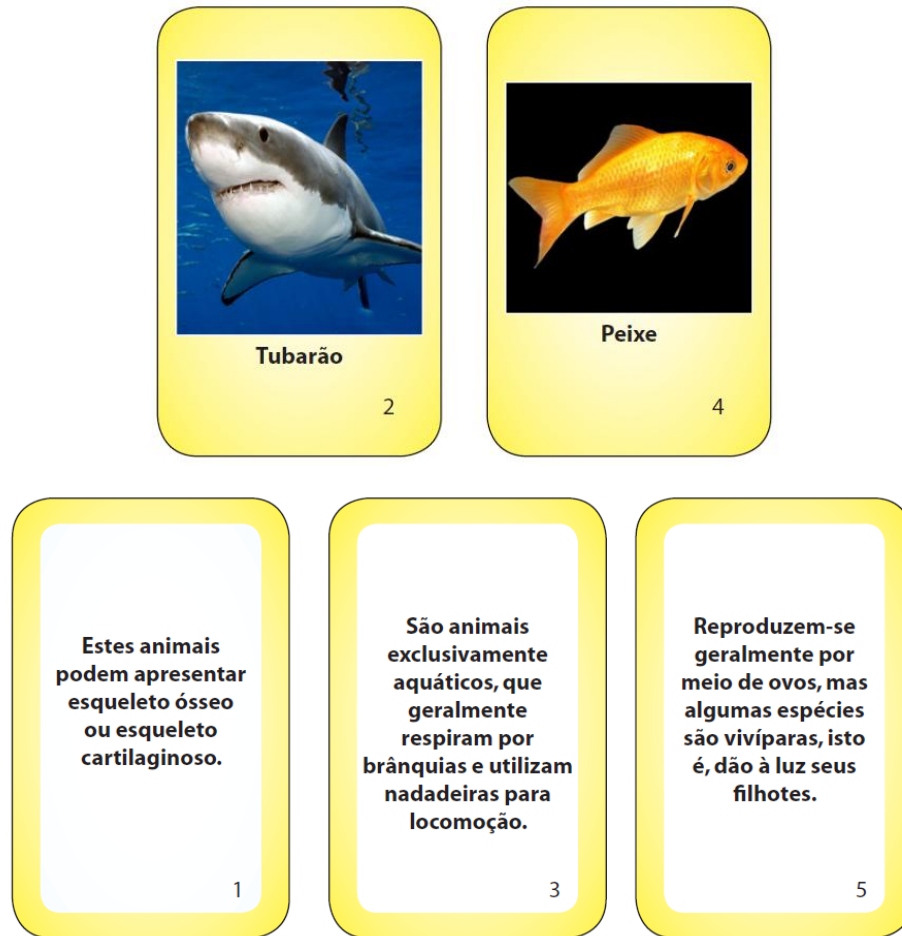 Tubarão
2
Peixe
4
Estes animais
podem apresentar
esqueleto ósseo
ou esqueleto
cartilaginoso.
1
São animais
exclusivamente
aquáticos, que
geralmente
respiram por
brânquias e utilizam
nadadeiras para
locomoção.
3
Reproduzem-se
geralmente por
meio de ovos, mas
algumas espécies
são vivíparas, isto
é, dão à luz seus
filhotes.
5